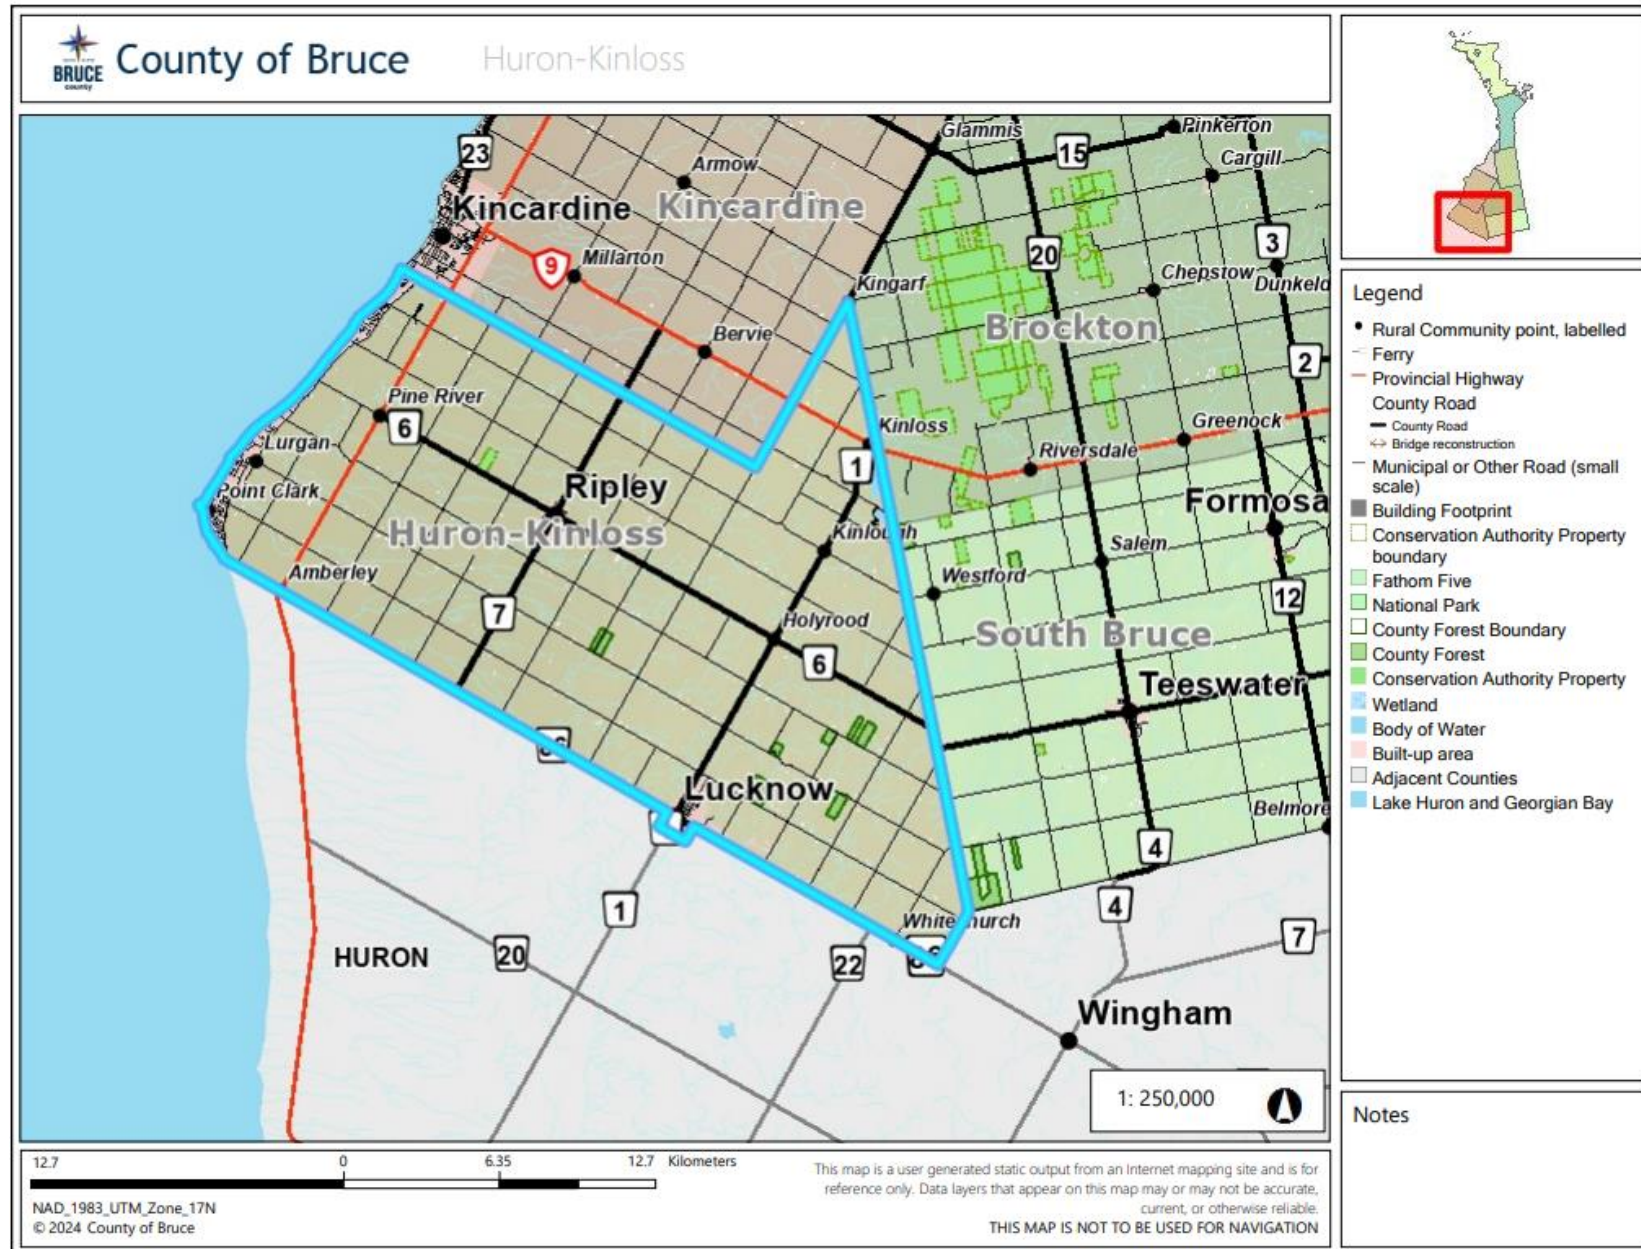 BRUCE
county
County of Bruce
Huron-Kinloss
Glammis
Pinkerton
23
15
Armow
Cargill
Kincardine
Kincardine
20
3
9
Millarton
Kingarf
Chepstow
Dunkeld
Brockton
Bervie
2
Pine River
6
Kinloss
Greenock
Lurgan
1
Riversdale
Ripley
Point Clark
Formosa
Huron-Kinloss
Kinlough
Salem
Amberley
Westford
12
7
Holyrood
South Bruce
6
Teeswater
86
Lucknow
Belmore
4
1
Whitechurch
4
HURON
20
22
86
7
Wingham
1: 250,000
12.7
0
6.35
12.7
Kilometers
NAD_1983_UTM_Zone_17N
© 2024 County of Bruce
This map is a user generated static output from an Internet mapping site and is for
reference only. Data layers that appear on this map may or may not be accurate,
current, or otherwise reliable.
THIS MAP IS NOT TO BE USED FOR NAVIGATION
Legend
Rural Community point, labelled
Ferry
Provincial Highway
County Road
County Road
Bridge reconstruction
Municipal or Other Road (small
scale)
Building Footprint
Conservation Authority Property
boundary
Fathom Five
National Park
County Forest Boundary
County Forest
Conservation Authority Property
Wetland
Body of Water
Built-up area
Adjacent Counties
Lake Huron and Georgian Bay
Notes